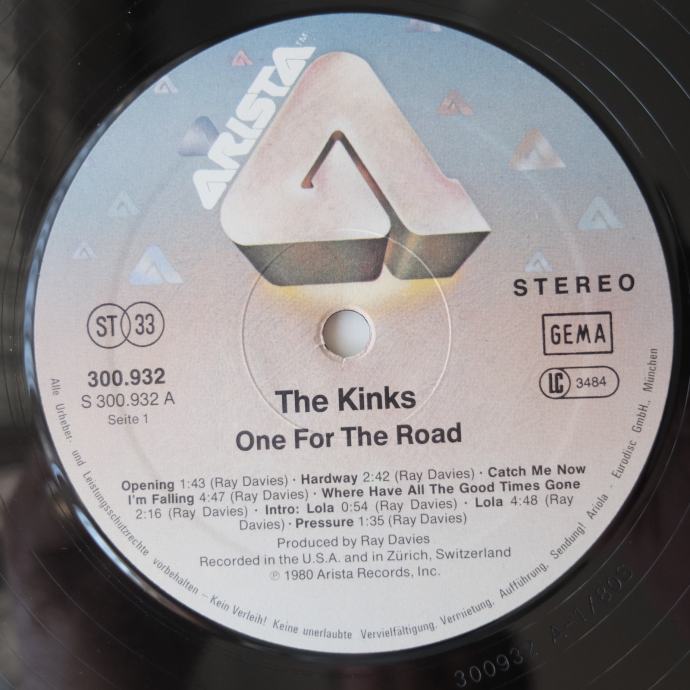 ARISTA™
STEREO
ST 33
GEMA
LC 3484
300.932
S 300.932 A
Seite 1
The Kinks
One For The Road
Opening 1:43 (Ray Davies) · Hardway 2:42 (Ray Davies) · Catch Me Now
I'm Falling 4:47 (Ray Davies) · Where Have All The Good Times Gone
2:16 (Ray Davies) · Intro: Lola 0:54 (Ray Davies) · Lola 4:48 (Ray
Davies) · Pressure 1:35 (Ray Davies)
Produced by Ray Davies
Recorded in the U.S.A. and in Zürich, Switzerland
℗ 1980 Arista Records, Inc.
Alle Urheber- und Leistungsschutzrechte vorbehalten – Kein Verleih! Keine unerlaubte Vervielfältigung, Vermietung, Aufführung, Sendung! Ariola - Eurodisc GmbH., München
300932 A-1/80